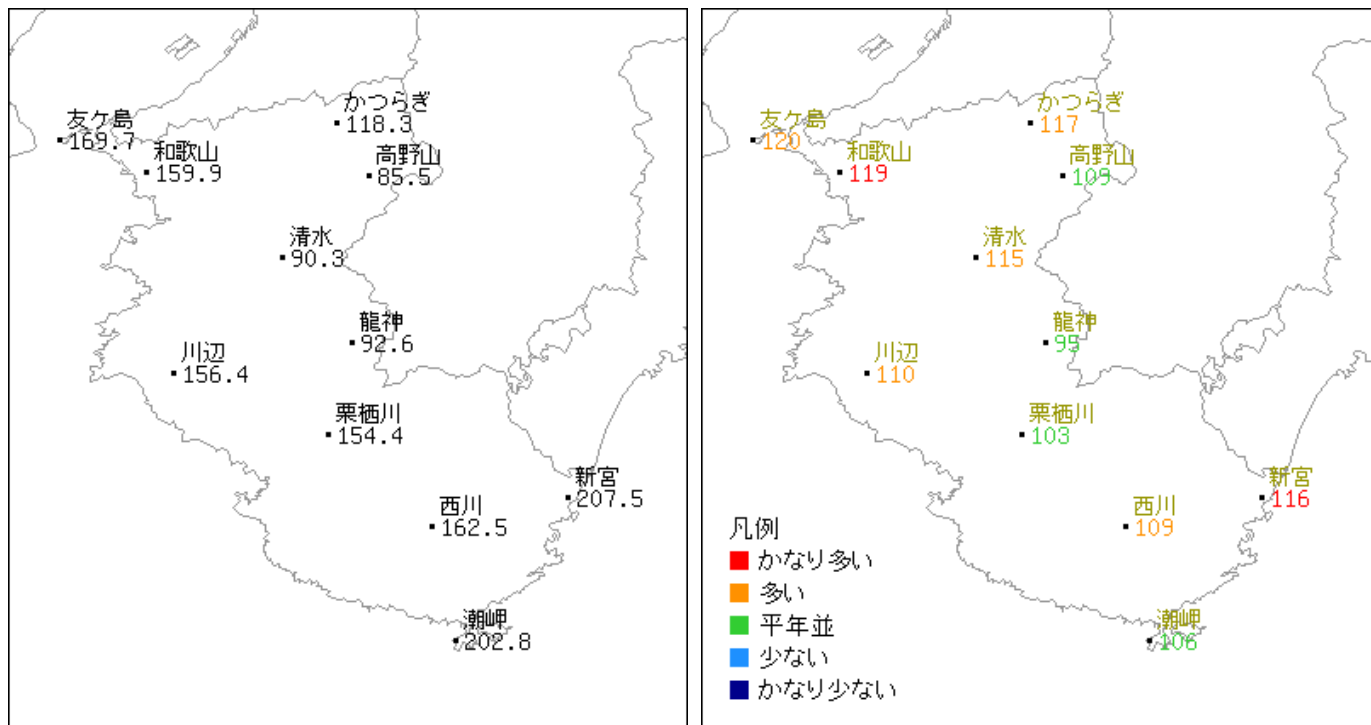 かつらぎ
118.3
友ケ島
169.7
和歌山
159.9
高野山
85.5
清水
90.3
龍神
92.6
川辺
156.4
栗栖川
154.4
新宮
207.5
西川
162.5
潮岬
202.8
かつらぎ
117
友ケ島
120
和歌山
119
高野山
109
清水
115
龍神
99
川辺
110
栗栖川
103
新宮
116
西川
109
潮岬
106
凡例
かなり多い
多い
平年並
少ない
かなり少ない